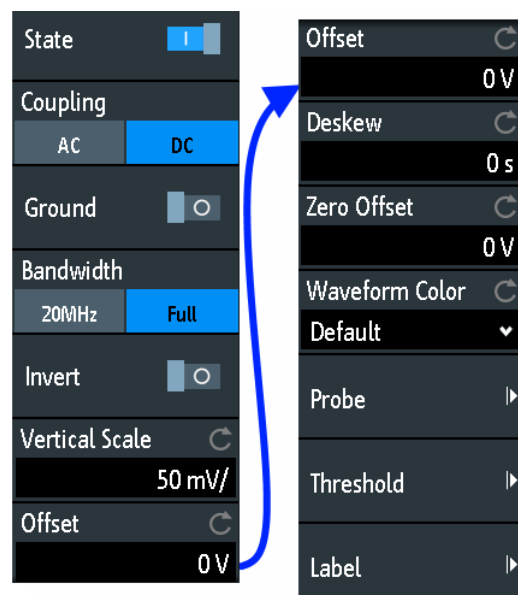 State
Coupling
AC DC
Ground
Bandwidth
20MHz Full
Invert
Vertical Scale
50 mV/
Offset
0 V
Offset
0 V
Deskew
0 s
Zero Offset
0 V
Waveform Color
Default
Probe
Threshold
Label